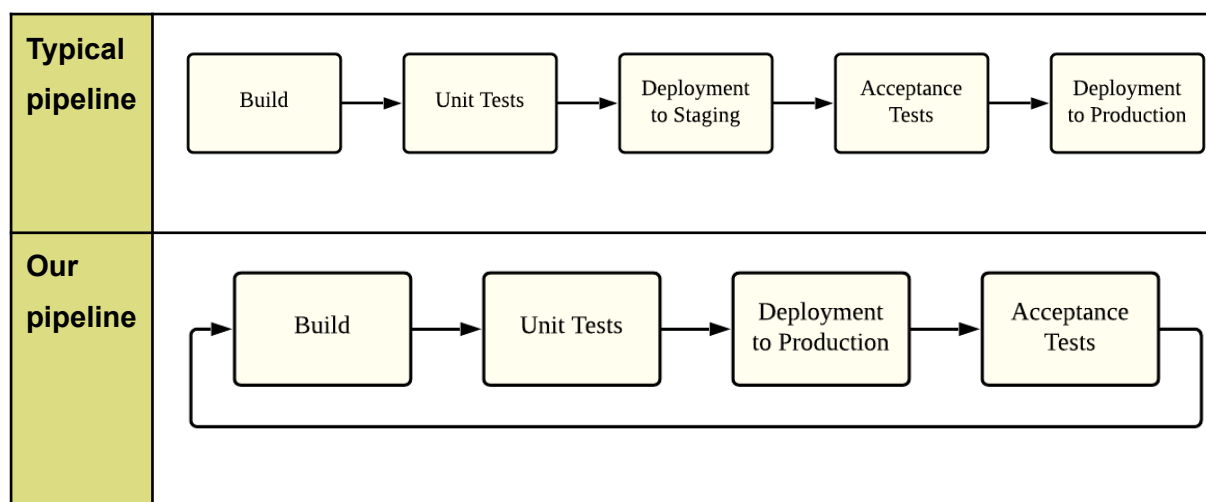 Typical
pipeline
Build
Unit Tests
Deployment
to Staging
Acceptance
Tests
Deployment
to Production
Our
pipeline
Build
Unit Tests
Deployment
to Production
Acceptance
Tests